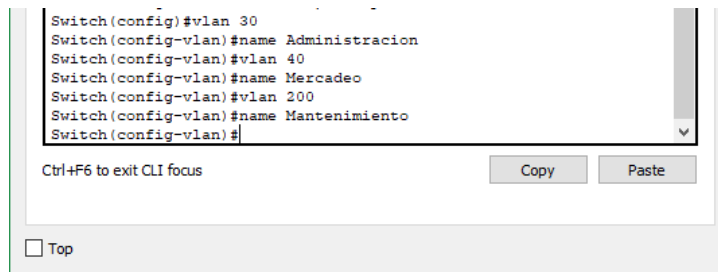 Switch(config)#vlan 30
Switch(config-vlan)#name Administracion
Switch(config-vlan)#vlan 40
Switch(config-vlan)#name Mercadeo
Switch(config-vlan)#vlan 200
Switch(config-vlan)#name Mantenimiento
Switch(config-vlan)#
Ctrl+F6 to exit CLI focus
Copy
Paste
Top